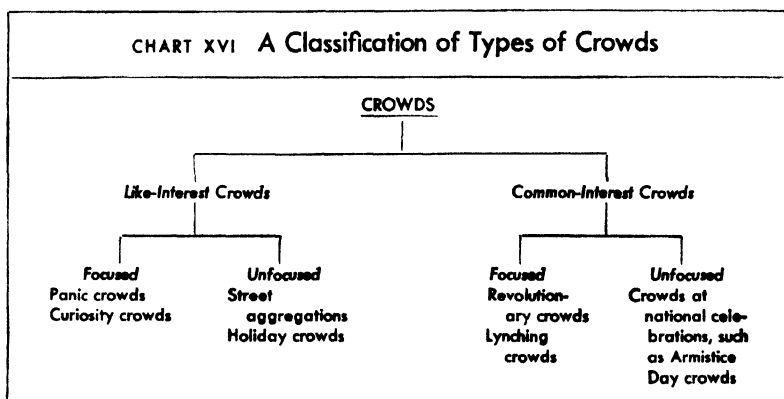 CHART XVI A Classification of Types of Crowds
CROWDS
Like-Interest Crowds
Common-Interest Crowds
Focused
Panic crowds
Curiosity crowds
Unfocused
Street
aggregations
Holiday crowds
Focused
Revolution-
ary crowds
Lynching
crowds
Unfocused
Crowds at
national cele-
brations, such
as Armistice
Day crowds